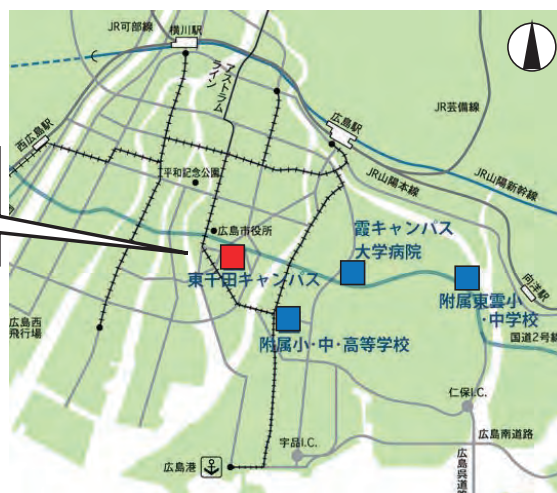 JR可部線
横川駅
アストラム
ライン
広島駅
JR芸備線
西広島駅
平和記念公園
JR山陽本線
JR山陽新幹線
広島市役所
霞キャンパス
大学病院
東千田キャンパス
向洋駅
附属東雲小
・中学校
広島西
飛行場
附属小・中・高等学校
国道2号線
仁保I.C.
宇品I.C.
広島南道路
広島港
広島呉道路